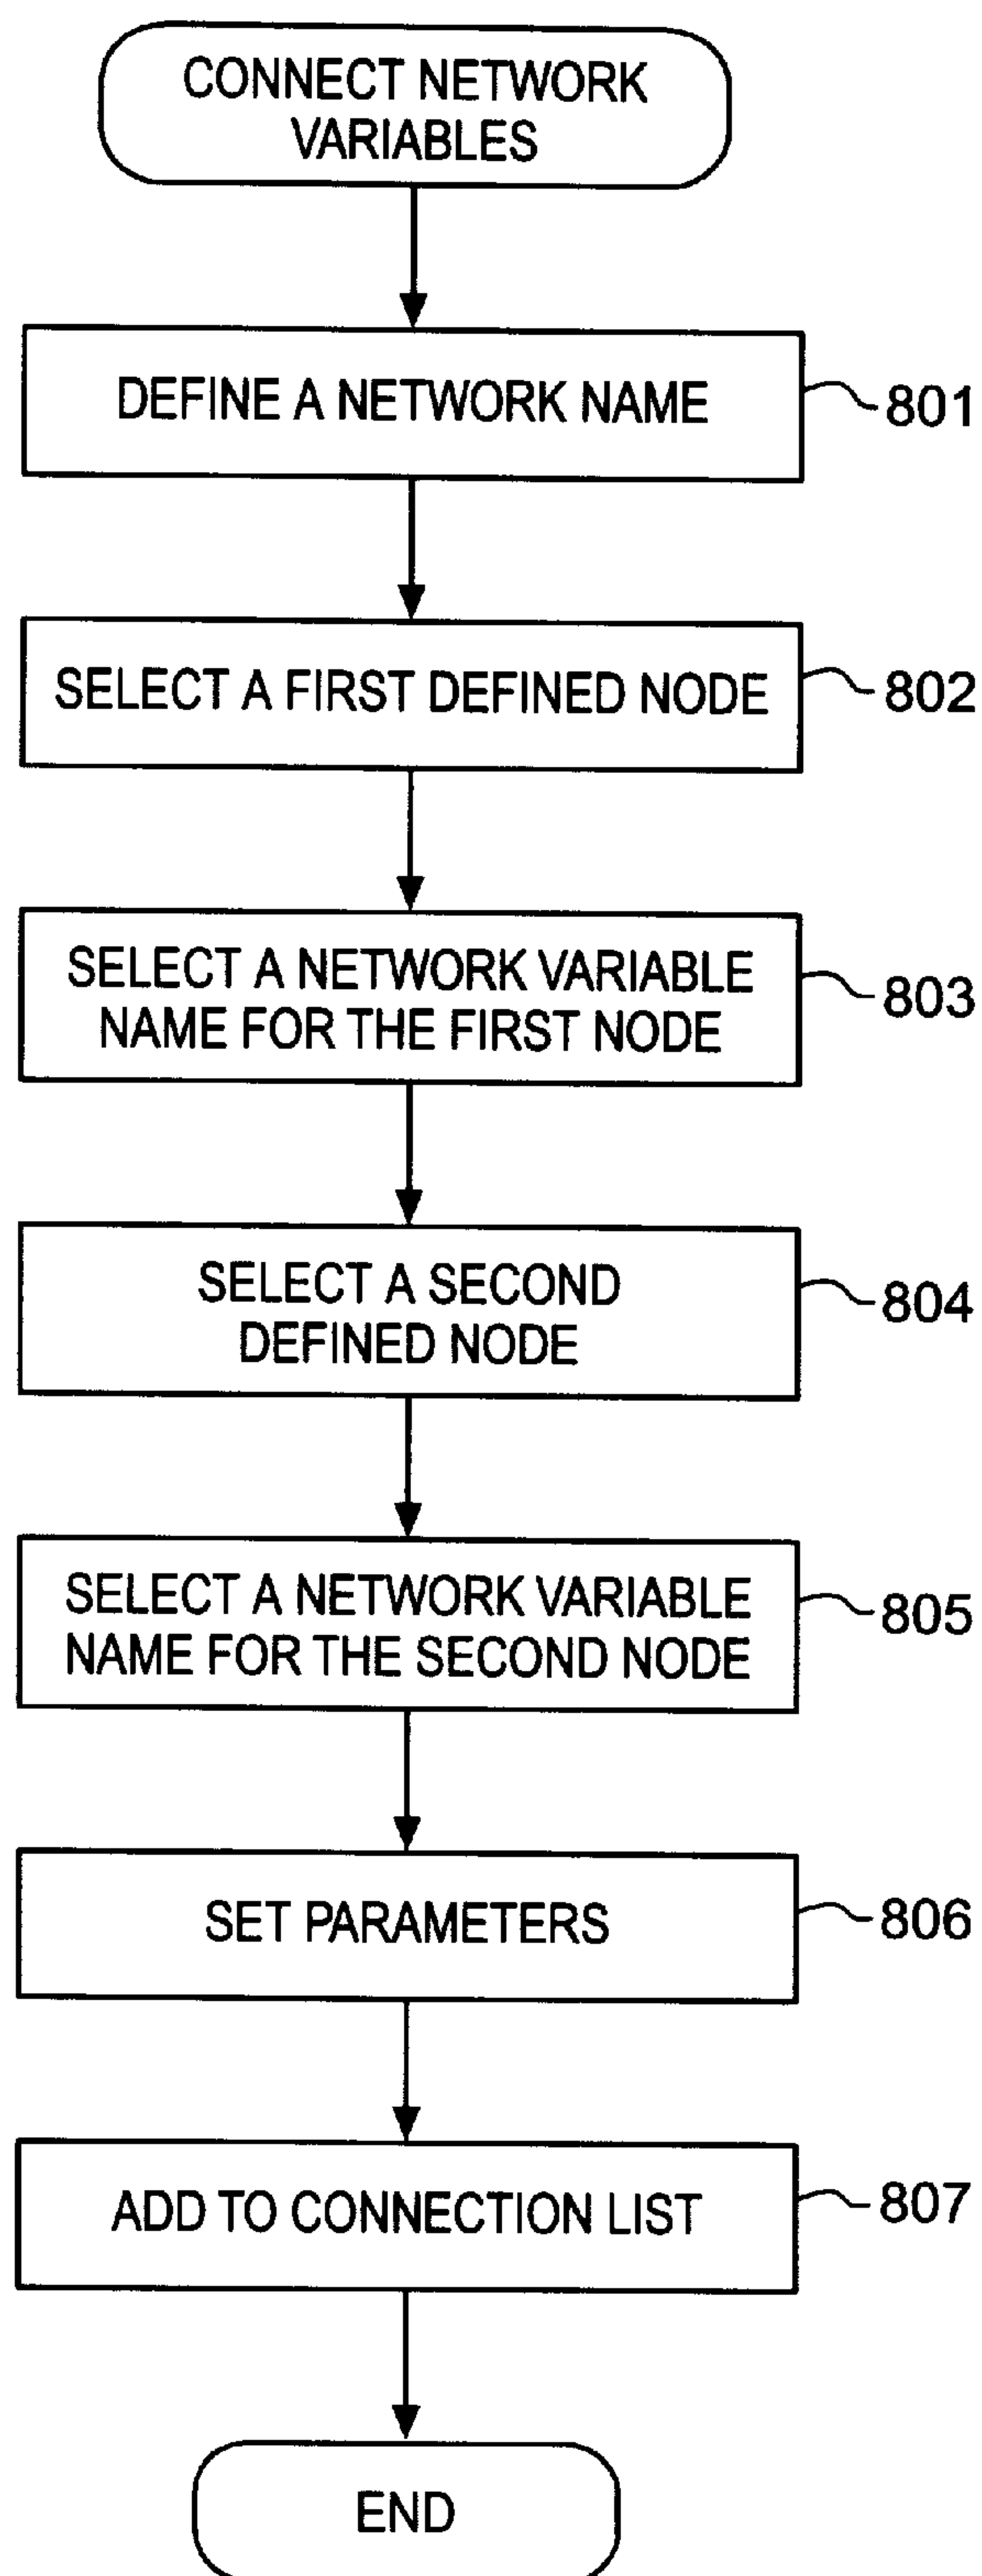 CONNECT NETWORK
VARIABLES
DEFINE A NETWORK NAME
801
SELECT A FIRST DEFINED NODE
802
SELECT A NETWORK VARIABLE
NAME FOR THE FIRST NODE
803
SELECT A SECOND
DEFINED NODE
804
SELECT A NETWORK VARIABLE
NAME FOR THE SECOND NODE
805
SET PARAMETERS
806
ADD TO CONNECTION LIST
807
END